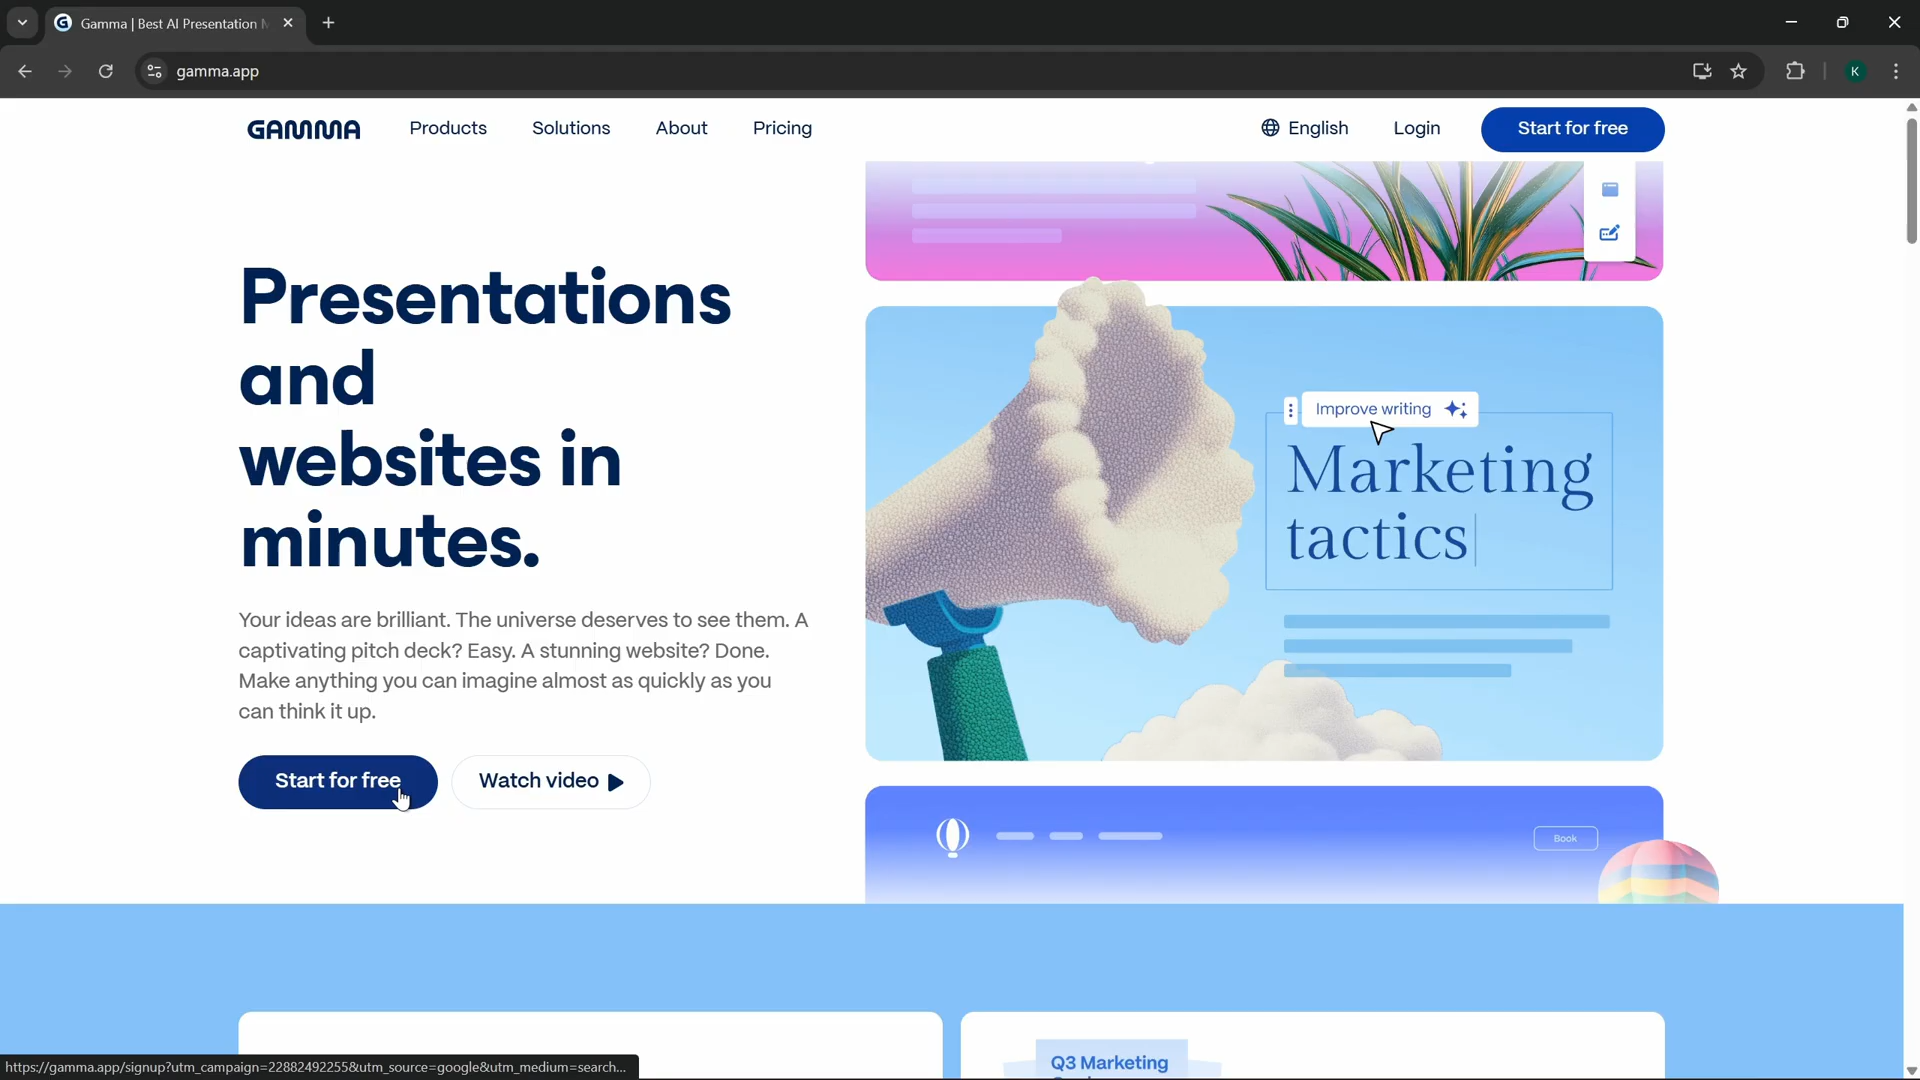 Gamma | Best AI Presentation
gamma.app
K
GAMMA
Products
Solutions
About
Pricing
English
Login
Start for free
Presentations
and
websites in
minutes.
Your ideas are brilliant. The universe deserves to see them. A
captivating pitch deck? Easy. A stunning website? Done.
Make anything you can imagine almost as quickly as you
can think it up.
Start for free
Watch video
Improve writing
Marketing
tactics
Book
Q3 Marketing
https://gamma.app/signup?utm_campaign=22882492255&utm_source=google&utm_medium=search...